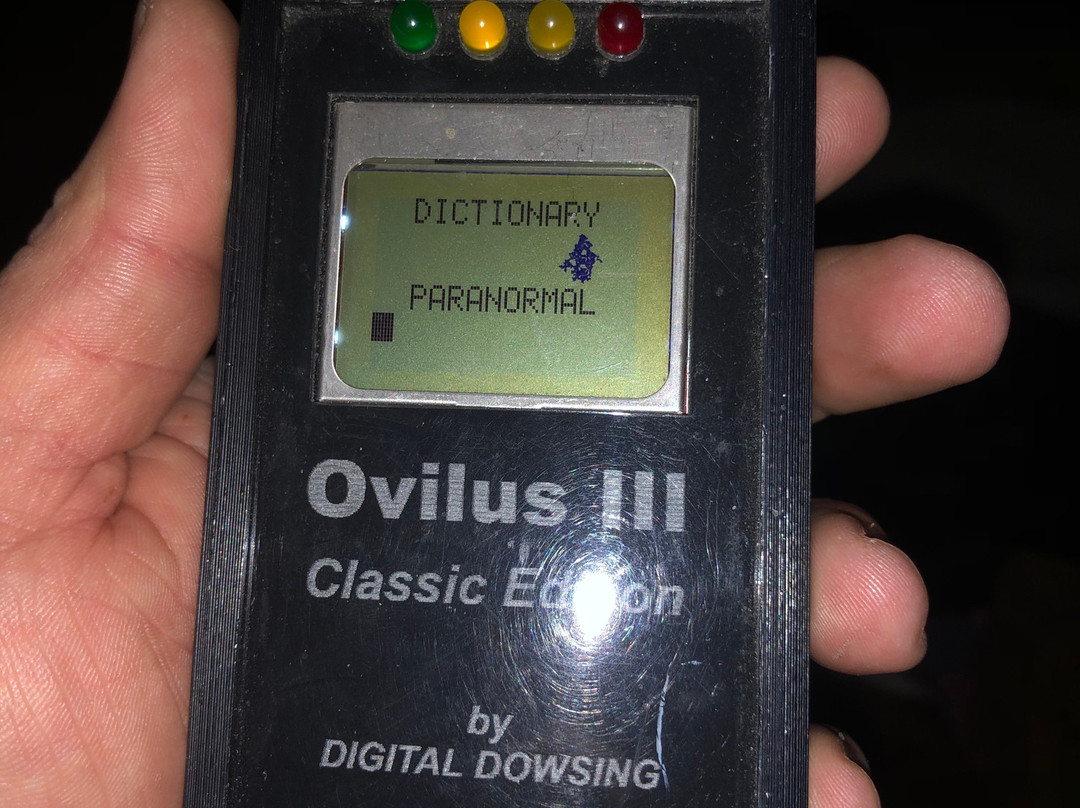 DICTIONARY
PARANORMAL
Ovilus III
Classic Edition
by
DIGITAL DOWSING